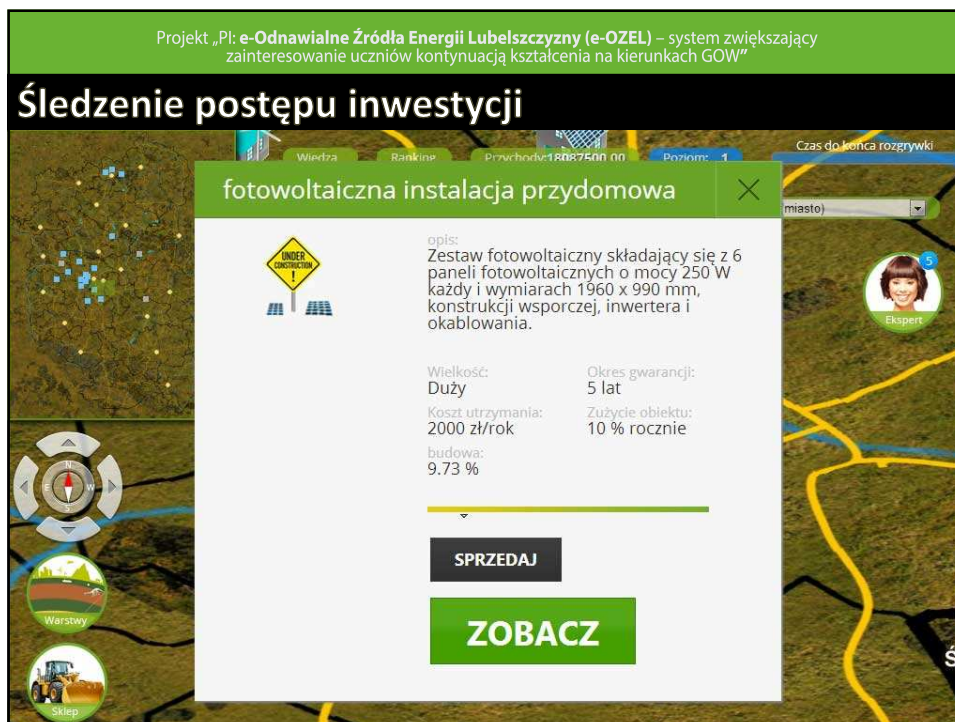 Projekt „PI: e-Odnawialne Źródła Energii Lubelszczyzny (e-OZEL) – system zwiększający
zainteresowanie uczniów kontynuacją kształcenia na kierunkach GOW”
Śledzenie postępu inwestycji
Czas do końca rozgrywki
Wiedza
Ranking
Przychody:18087500.00
Poziom: 1
miasto)
fotowoltaiczna instalacja przydomowa
UNDER
CONSTRUCTION
!
opis:
Zestaw fotowoltaiczny składający się z 6
paneli fotowoltaicznych o mocy 250 W
każdy i wymiarach 1960 x 990 mm,
konstrukcji wsporczej, inwertera i
okablowania.
Wielkość:
Duży
Okres gwarancji:
5 lat
Koszt utrzymania:
2000 zł/rok
Zużycie obiektu:
10 % rocznie
budowa:
9.73 %
SPRZEDAJ
ZOBACZ
5
Ekspert
N
E
W
S
Warstwy
Sklep
Ś